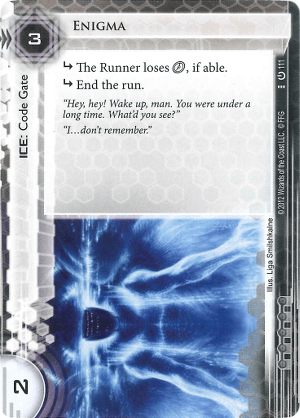 Enigma
3
ICE: Code Gate
↳ The Runner loses , if able.
↳ End the run.
“Hey, hey! Wake up, man. You were under a
long time. What’d you see?”
“I…don’t remember.”
111
© 2012 Wizards of the Coast LLC. © FFG
Illus. Liga Smilshkalne
2